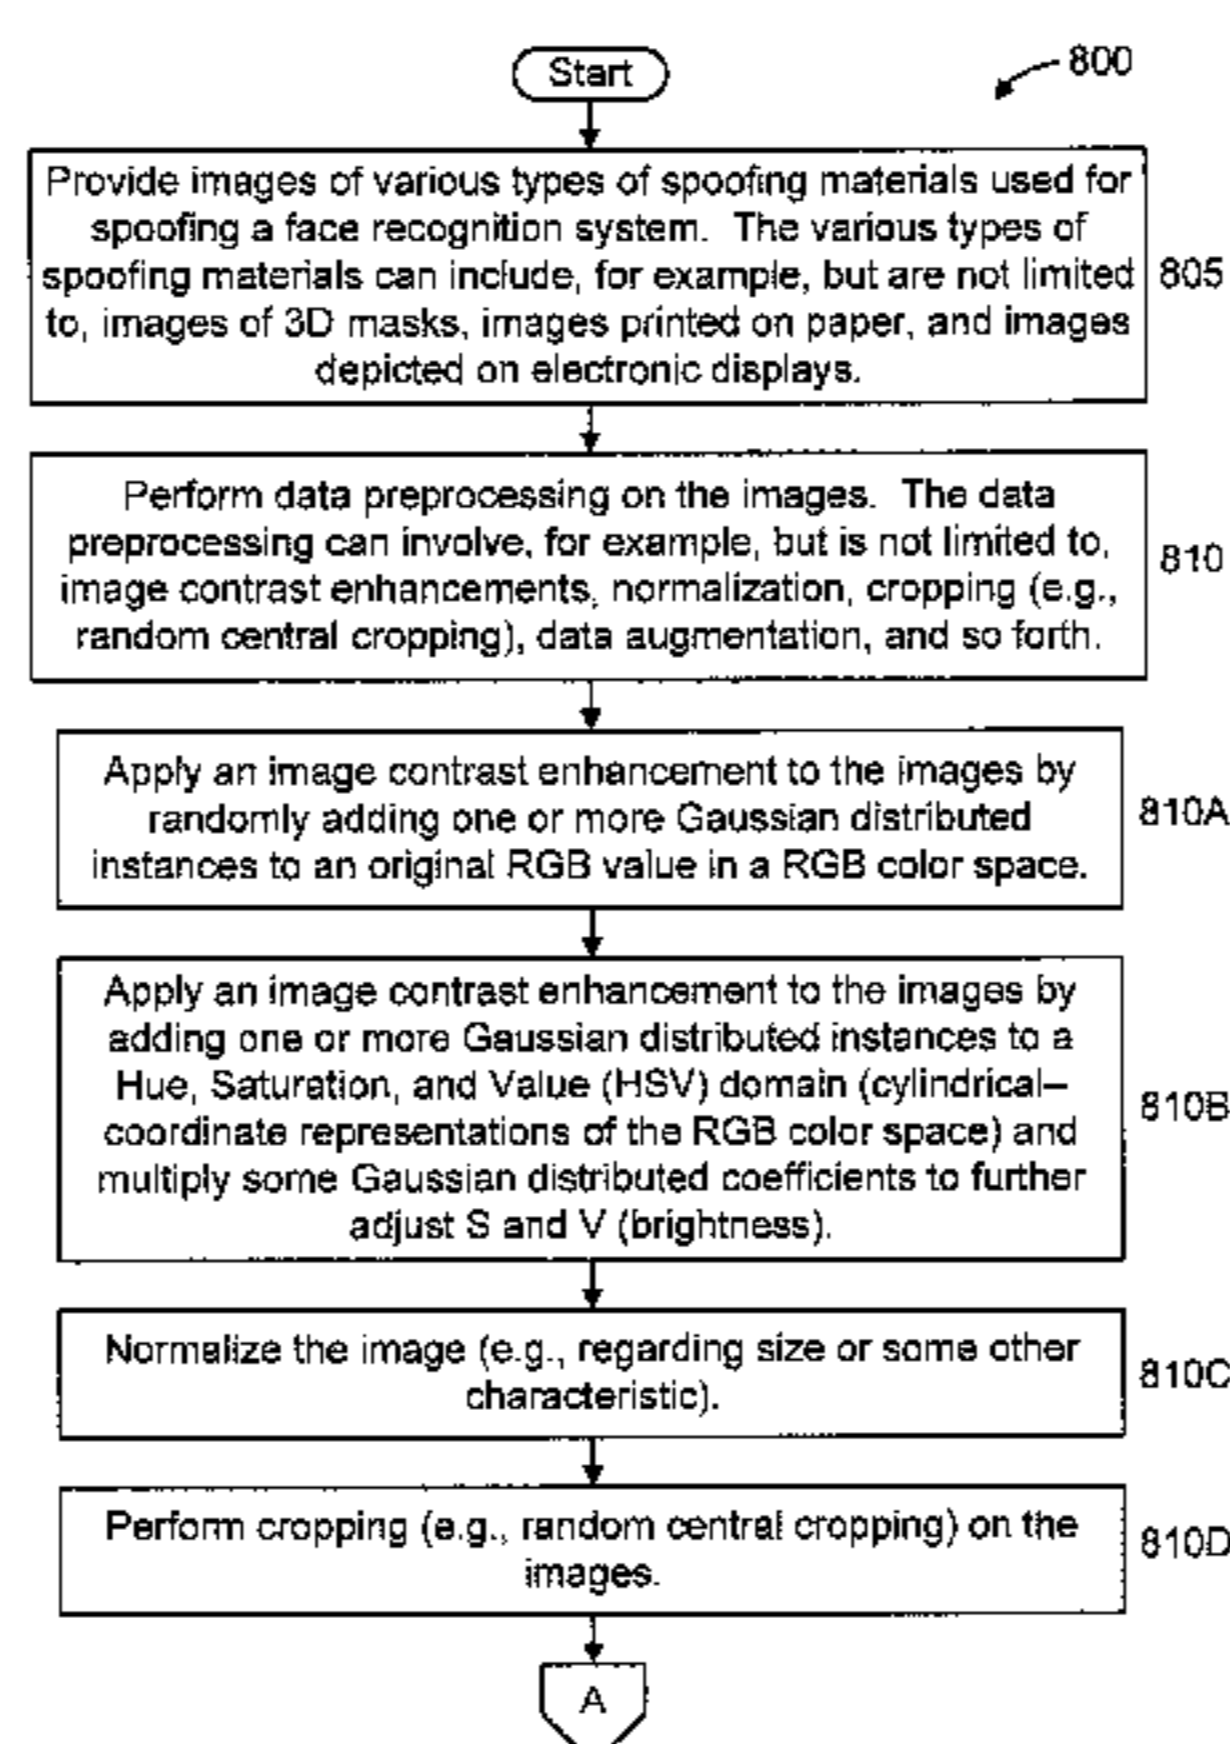 Start
800
Provide images of various types of spoofing materials used for
spoofing a face recognition system. The various types of
spoofing materials can include, for example, but are not limited
to, images of 3D masks, images printed on paper, and images
depicted on electronic displays.
805
Perform data preprocessing on the images. The data
preprocessing can involve, for example, but is not limited to,
image contrast enhancements, normalization, cropping (e.g.,
random central cropping), data augmentation, and so forth.
810
Apply an image contrast enhancement to the images by
randomly adding one or more Gaussian distributed
instances to an original RGB value in a RGB color space.
810A
Apply an image contrast enhancement to the images by
adding one or more Gaussian distributed instances to a
Hue, Saturation, and Value (HSV) domain (cylindrical–
coordinate representations of the RGB color space) and
multiply some Gaussian distributed coefficients to further
adjust S and V (brightness).
810B
Normalize the image (e.g., regarding size or some other
characteristic).
810C
Perform cropping (e.g., random central cropping) on the
images.
810D
A